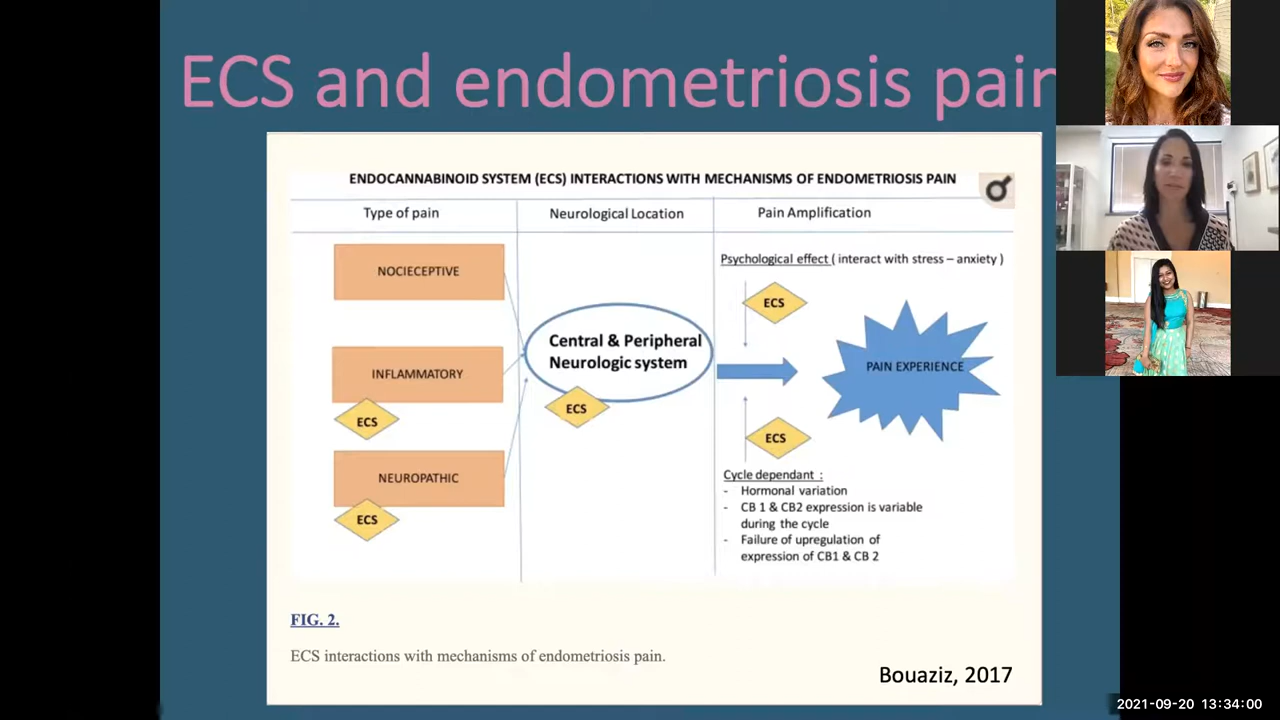 ECS and endometriosis pain
ENDOCANNABINOID SYSTEM (ECS) INTERACTIONS WITH MECHANISMS OF ENDOMETRIOSIS PAIN
Type of pain
Neurological Location
Pain Amplification
NOCIECEPTIVE
INFLAMMATORY
ECS
NEUROPATHIC
ECS
Central & Peripheral
Neurologic system
ECS
Psychological effect ( interact with stress – anxiety )
ECS
PAIN EXPERIENCE
ECS
Cycle dependant :
- Hormonal variation
- CB 1 & CB2 expression is variable
during the cycle
- Failure of upregulation of
expression of CB1 & CB 2
FIG. 2.
ECS interactions with mechanisms of endometriosis pain.
Bouaziz, 2017
2021-09-20 13:34:00